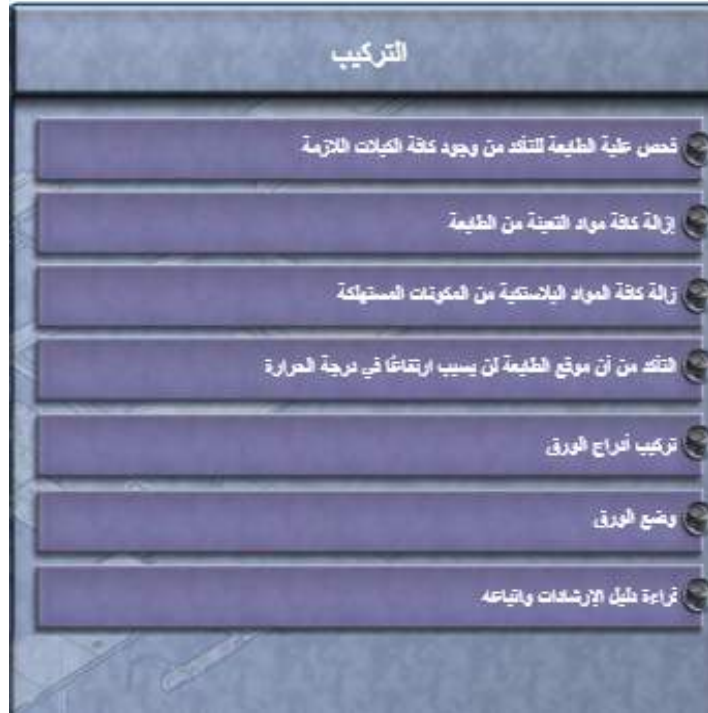 التركيب
فحص علبة الطابعة للتأكد من وجود كافة الكبلات اللازمة
إزالة كافة مواد التعبئة من الطابعة
زالة كافة المواد البلاستكية من المكونات المستهلكة
التأكد من أن موقع الطابعة لن يسبب ارتفاعًا في درجة الحرارة
تركيب أدراج الورق
وضع الورق
قراءة دليل الإرشادات واتباعه